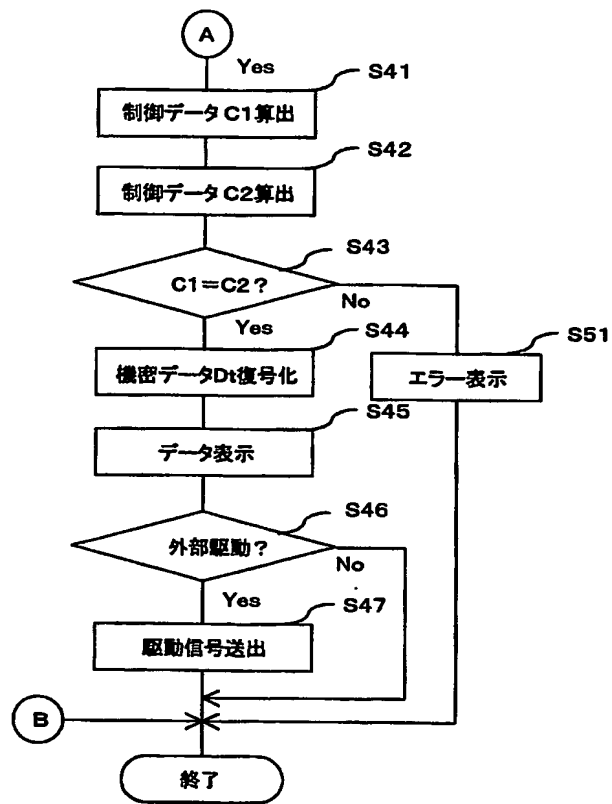 A
Yes
S41
制御データC1算出
S42
制御データC2算出
S43
C1＝C2？
No
Yes
S44
S51
機密データDt復号化
エラー表示
S45
データ表示
S46
外部駆動？
No
Yes
S47
駆動信号送出
B
終了